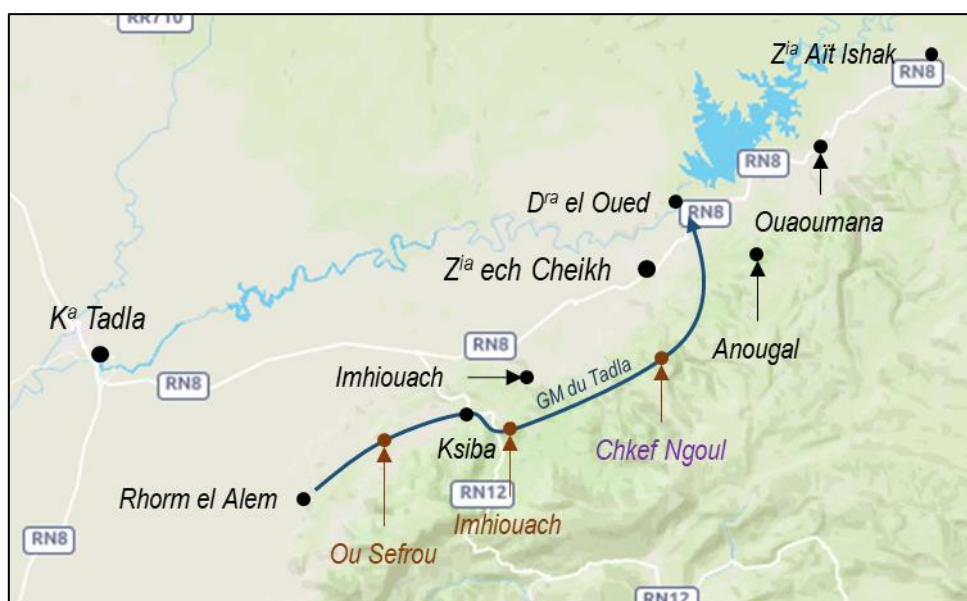 RR710
Zia Aït Ishak
RN8
RN8
Dra el Oued
RN8
Ouaoumana
Zia ech Cheikh
Ka Tadla
RN8
Anougal
Imhiouach
RN8
GM du Tadla
Ksiba
Chkef Ngoul
Rhorm el Alem
RN12
Imhiouach
RN8
Ou Sefrou
RN12